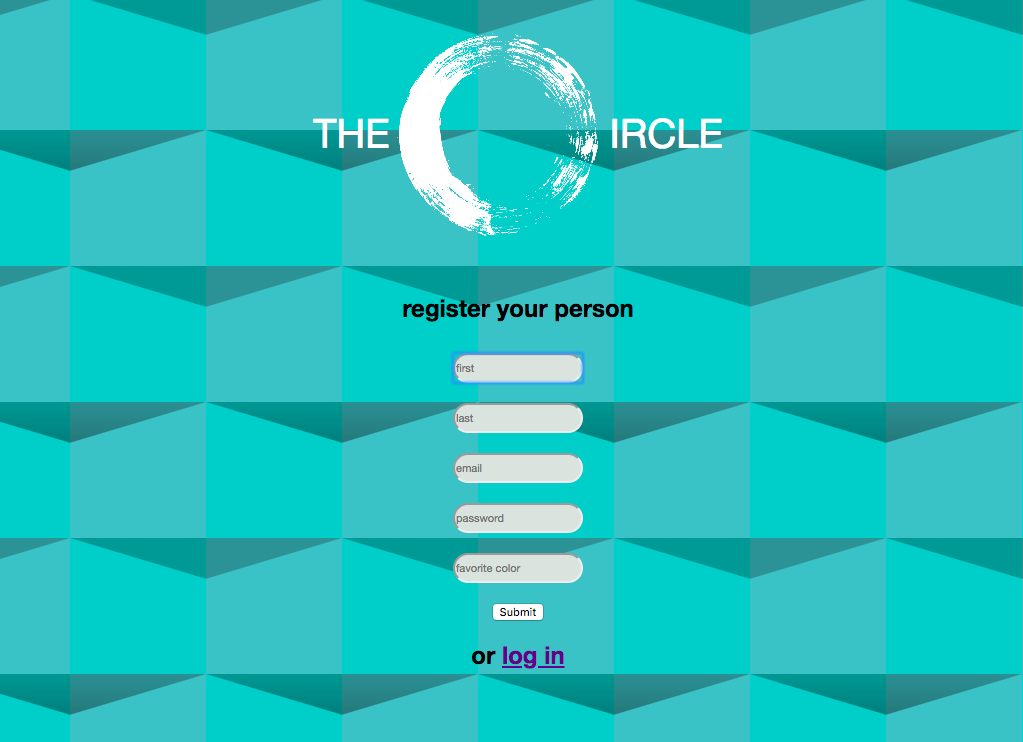 THE IRCLE
register your person
first
last
email
password
favorite color
Submit
or log in